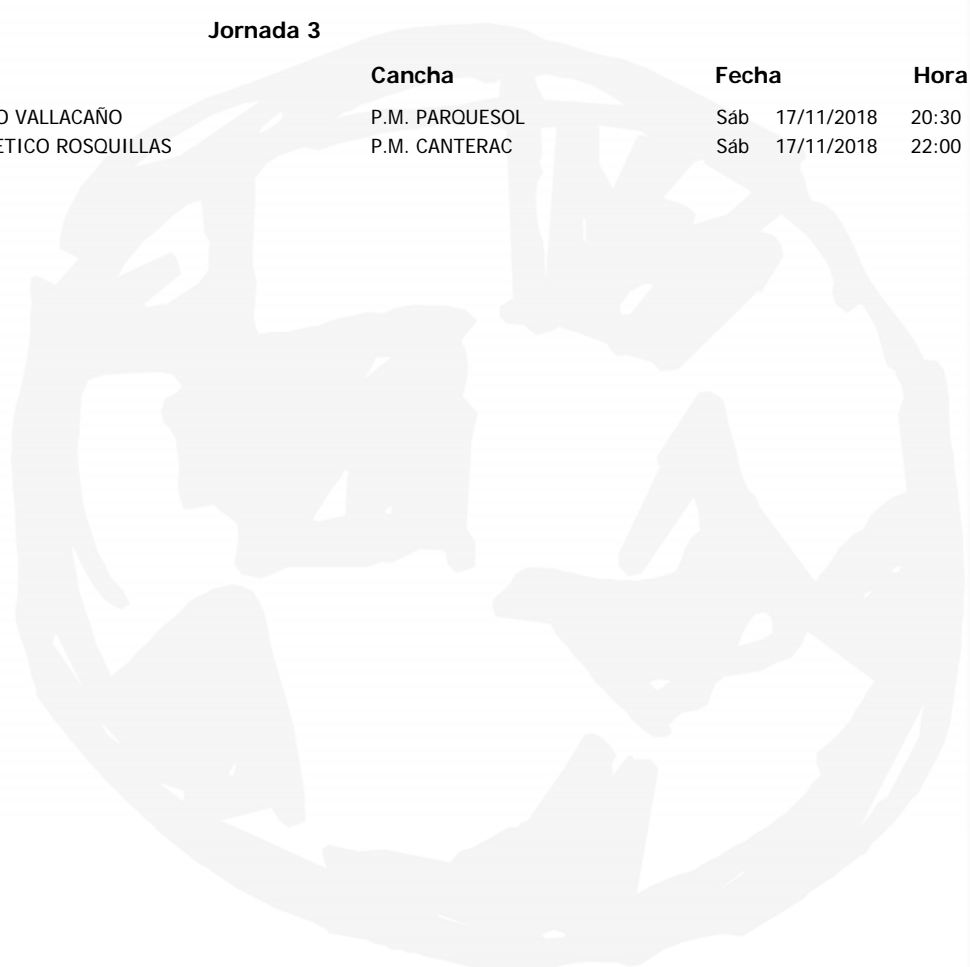 Jornada 3
Cancha Fecha Hora
O VALLACAÑO P.M. PARQUESOL Sáb 17/11/2018 20:30
ETICO ROSQUILLAS P.M. CANTERAC Sáb 17/11/2018 22:00